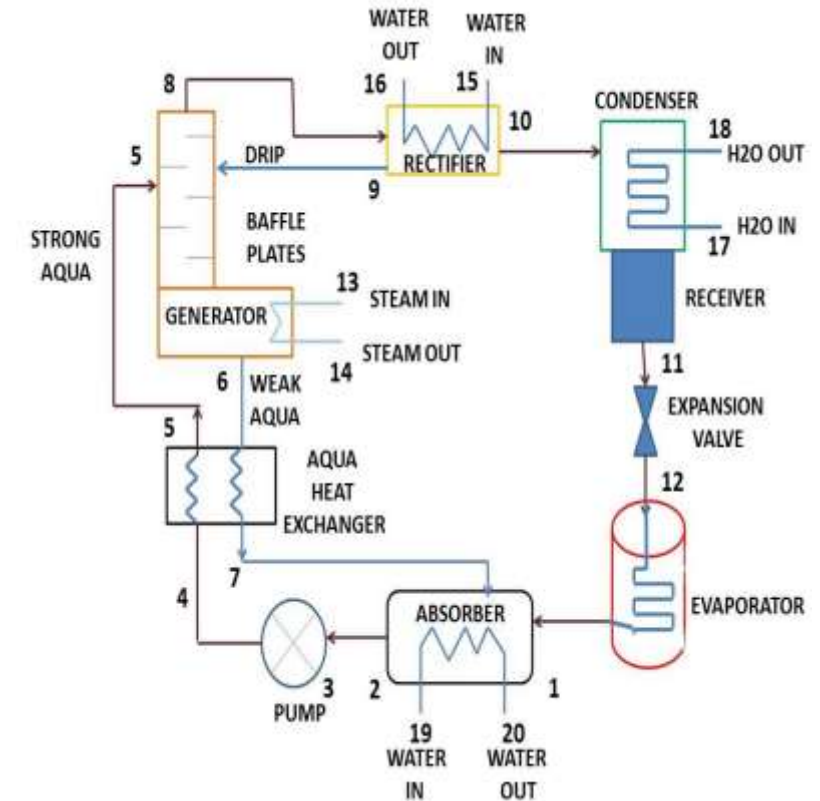 WATER
OUT
WATER
IN
8
16
15
10
CONDENSER
18
H2O OUT
5
DRIP
RECTIFIER
9
H2O IN
17
STRONG
AQUA
BAFFLE
PLATES
13
STEAM IN
RECEIVER
GENERATOR
STEAM OUT
14
11
6
WEAK
AQUA
EXPANSION
VALVE
5
AQUA
HEAT
EXCHANGER
12
7
4
ABSORBER
EVAPORATOR
3
2
1
PUMP
19
20
WATER
IN
WATER
OUT